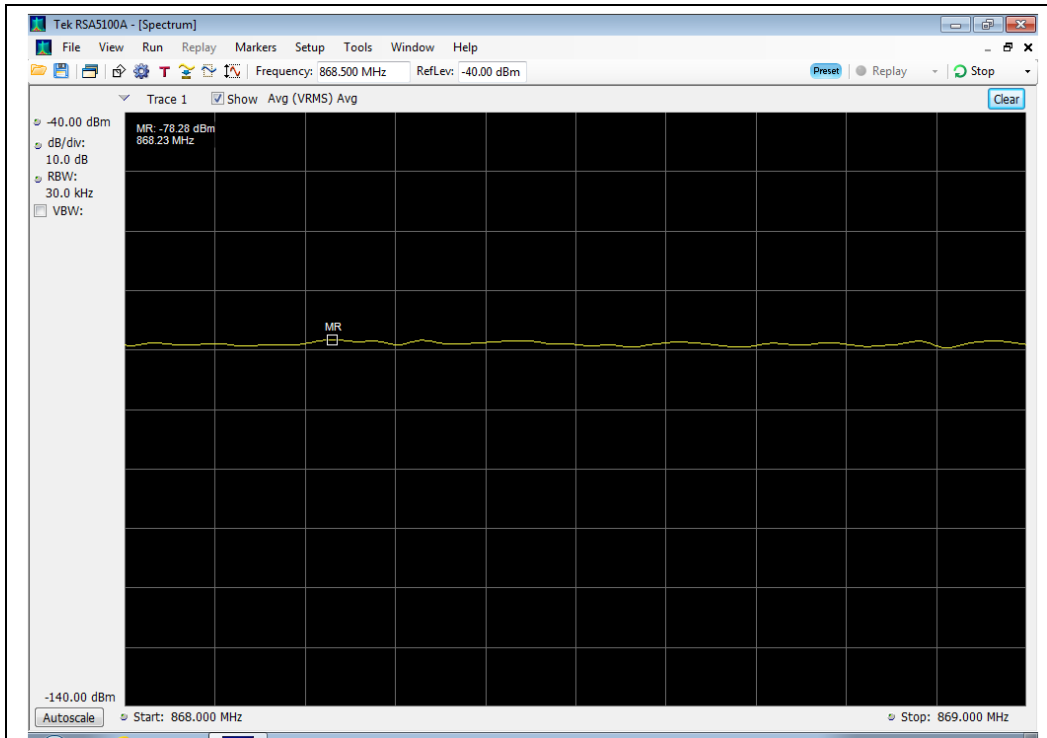 Tek RSA5100A - [Spectrum]
File View Run Replay Markers Setup Tools Window Help
T Frequency: 868.500 MHz RefLev: -40.00 dBm Preset Replay Stop
Trace 1 Show Avg (VRMS) Avg Clear
-40.00 dBm
dB/div:
10.0 dB
RBW:
30.0 kHz
VBW:
MR: -78.28 dBm
868.23 MHz
MR
-140.00 dBm
Autoscale Start: 868.000 MHz Stop: 869.000 MHz